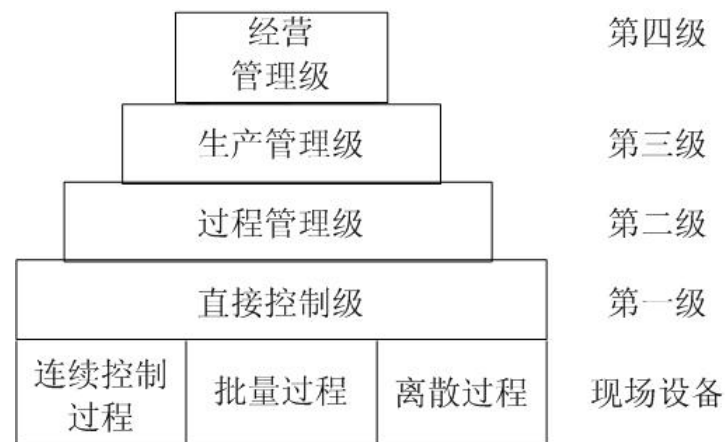 经营
管理级
第四级
生产管理级
第三级
过程管理级
第二级
直接控制级
第一级
连续控制
过程
批量过程
离散过程
现场设备